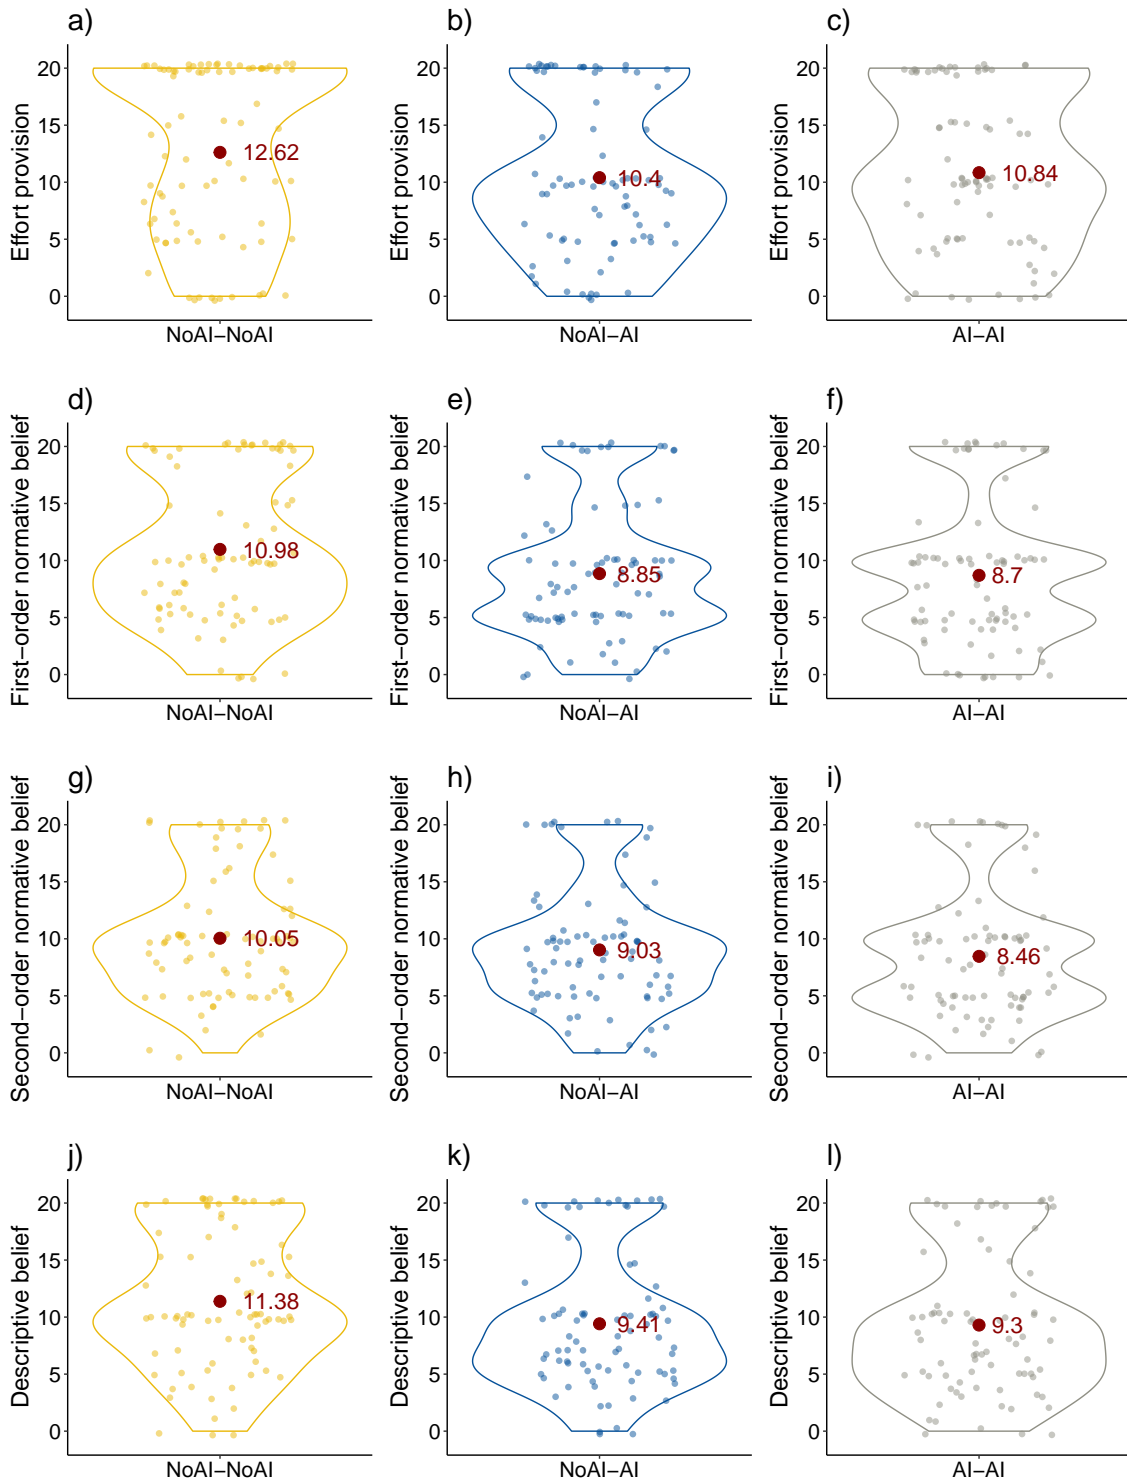 a)
Effort provision
20
15
10
5
0
12.62
NoAI−NoAI
b)
Effort provision
20
15
10
5
0
10.4
NoAI−AI
c)
Effort provision
20
15
10
5
0
10.84
AI−AI
d)
First−order normative belief
20
15
10
5
0
10.98
NoAI−NoAI
e)
First−order normative belief
20
15
10
5
0
8.85
NoAI−AI
f)
First−order normative belief
20
15
10
5
0
8.7
AI−AI
g)
Second−order normative belief
20
15
10
5
0
10.05
NoAI−NoAI
h)
Second−order normative belief
20
15
10
5
0
9.03
NoAI−AI
i)
Second−order normative belief
20
15
10
5
0
8.46
AI−AI
j)
Descriptive belief
20
15
10
5
0
11.38
NoAI−NoAI
k)
Descriptive belief
20
15
10
5
0
9.41
NoAI−AI
l)
Descriptive belief
20
15
10
5
0
9.3
AI−AI